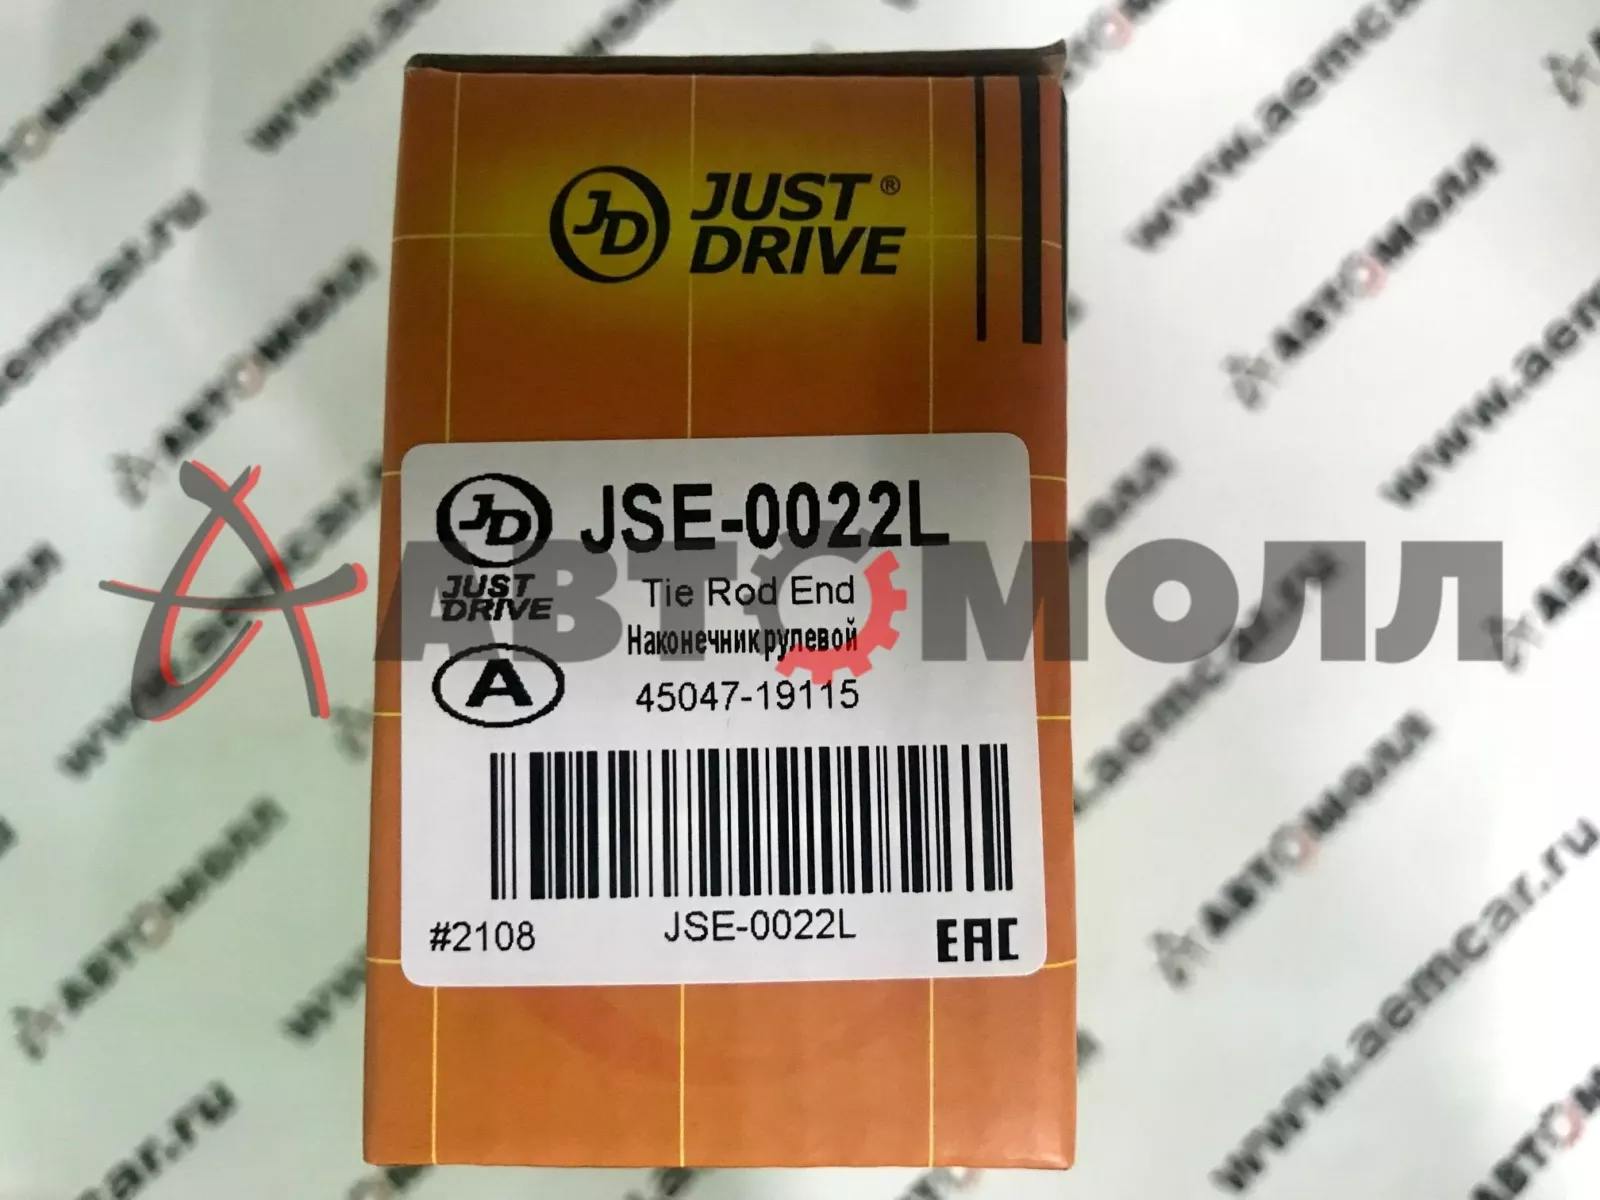 JD JUST ®
DRIVE
JD JSE-0022L
JUST
DRIVE
Tie Rod End
Наконечник рулевой
A
45047-19115
#2108
JSE-0022L
EAC
АВТОМОЛЛ
www.aemcar.ru